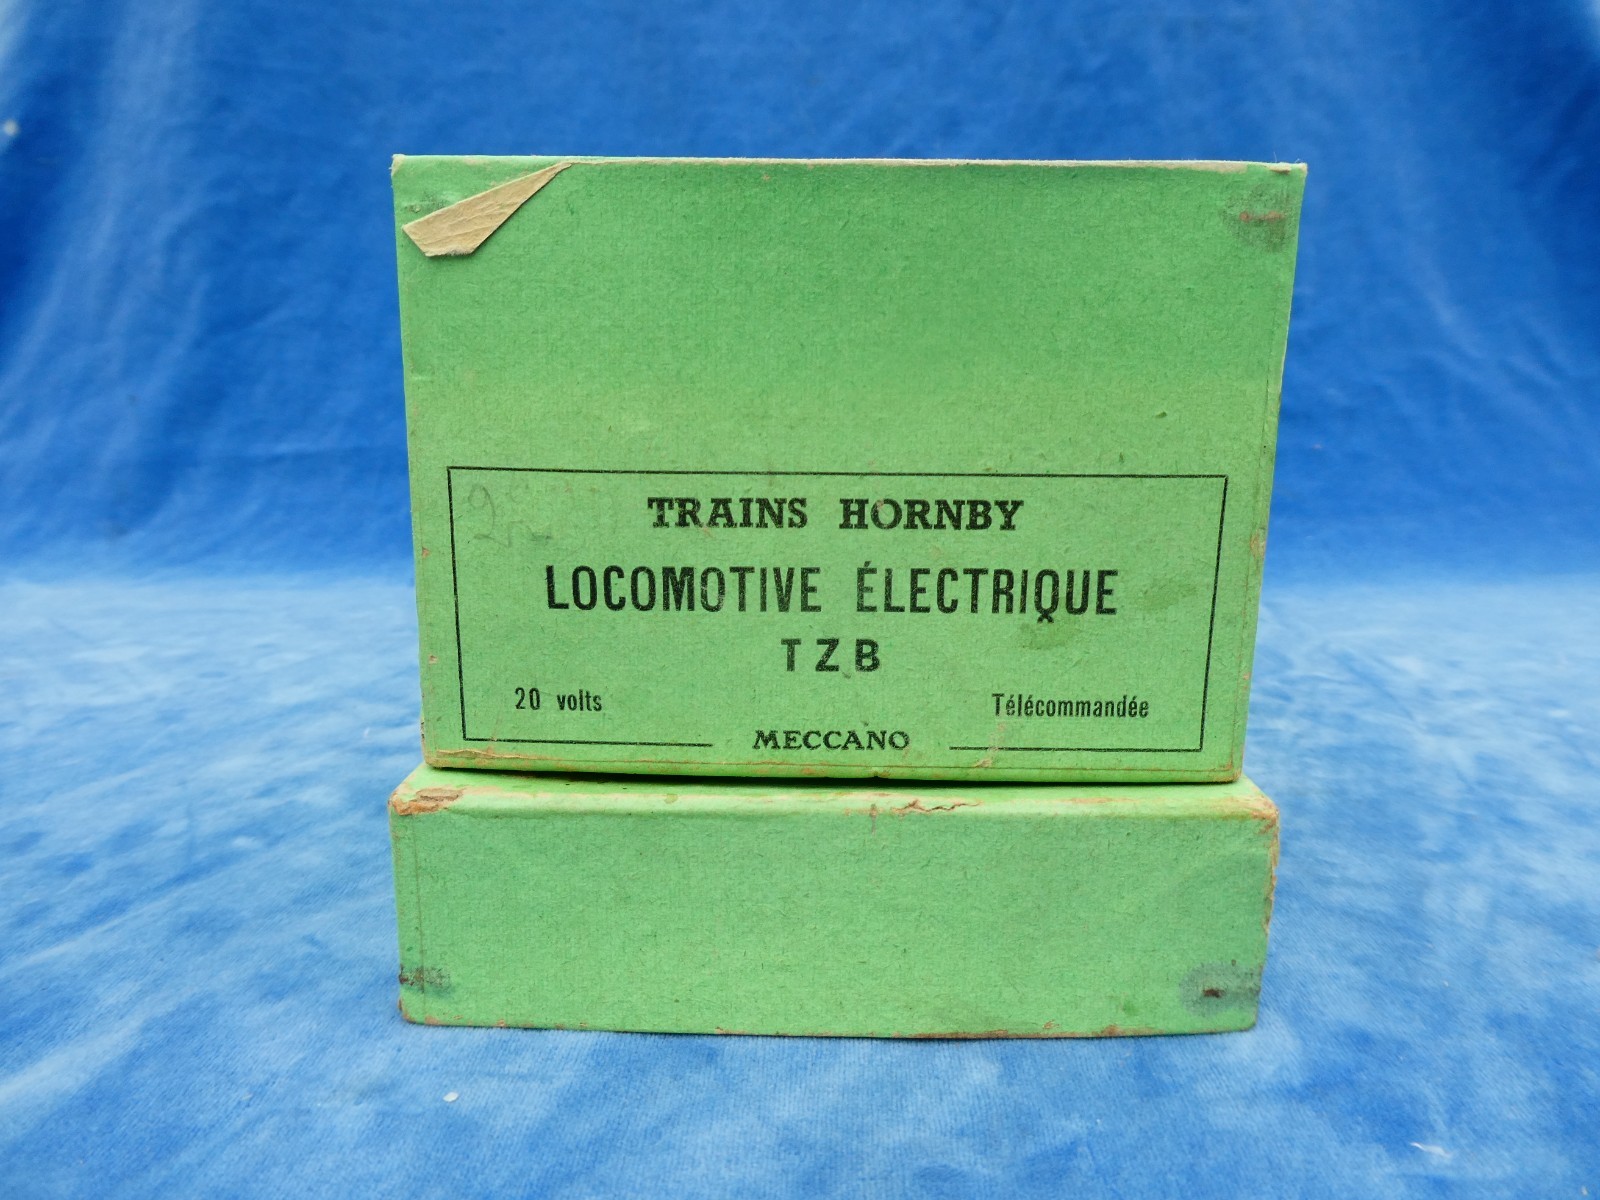 TRAINS HORNBY
LOCOMOTIVE ÉLECTRIQUE
TZB
20 volts Télécommandée
MECCANO